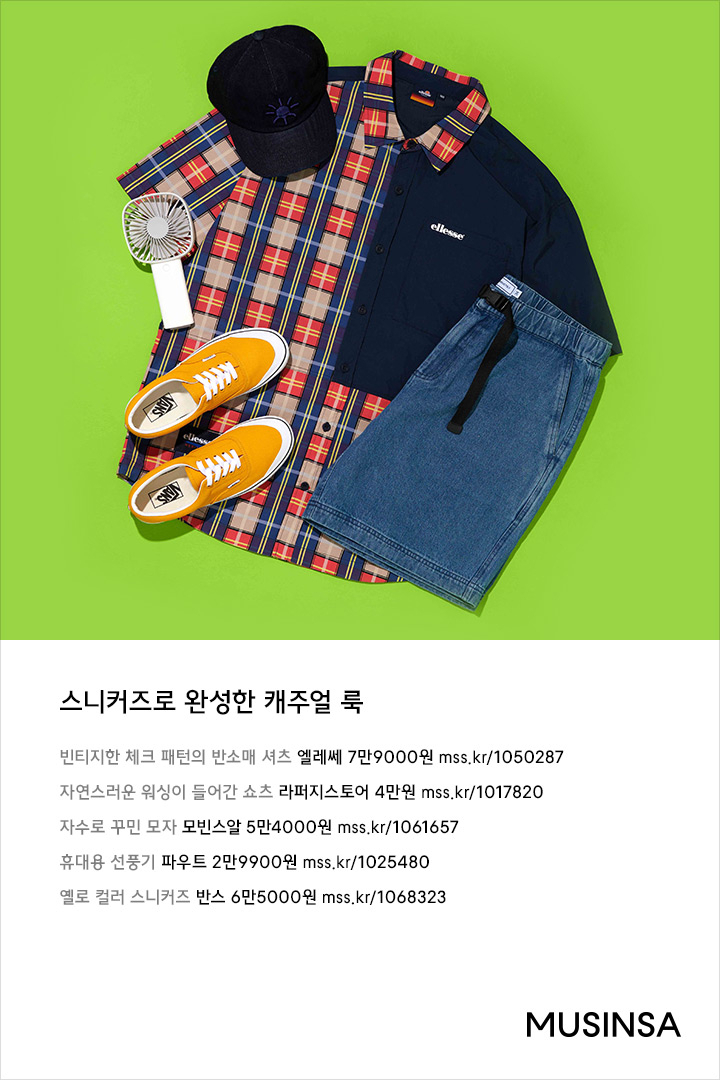 ellesse
ellesse
VANS
VANS
스니커즈로 완성한 캐주얼 룩
빈티지한 체크 패턴의 반소매 셔츠 엘레쎄 7만9000원 mss.kr/1050287
자연스러운 워싱이 들어간 쇼츠 라퍼지스토어 4만원 mss.kr/1017820
자수로 꾸민 모자 모빈스알 5만4000원 mss.kr/1061657
휴대용 선풍기 파우트 2만9900원 mss.kr/1025480
옐로 컬러 스니커즈 반스 6만5000원 mss.kr/1068323
MUSINSA